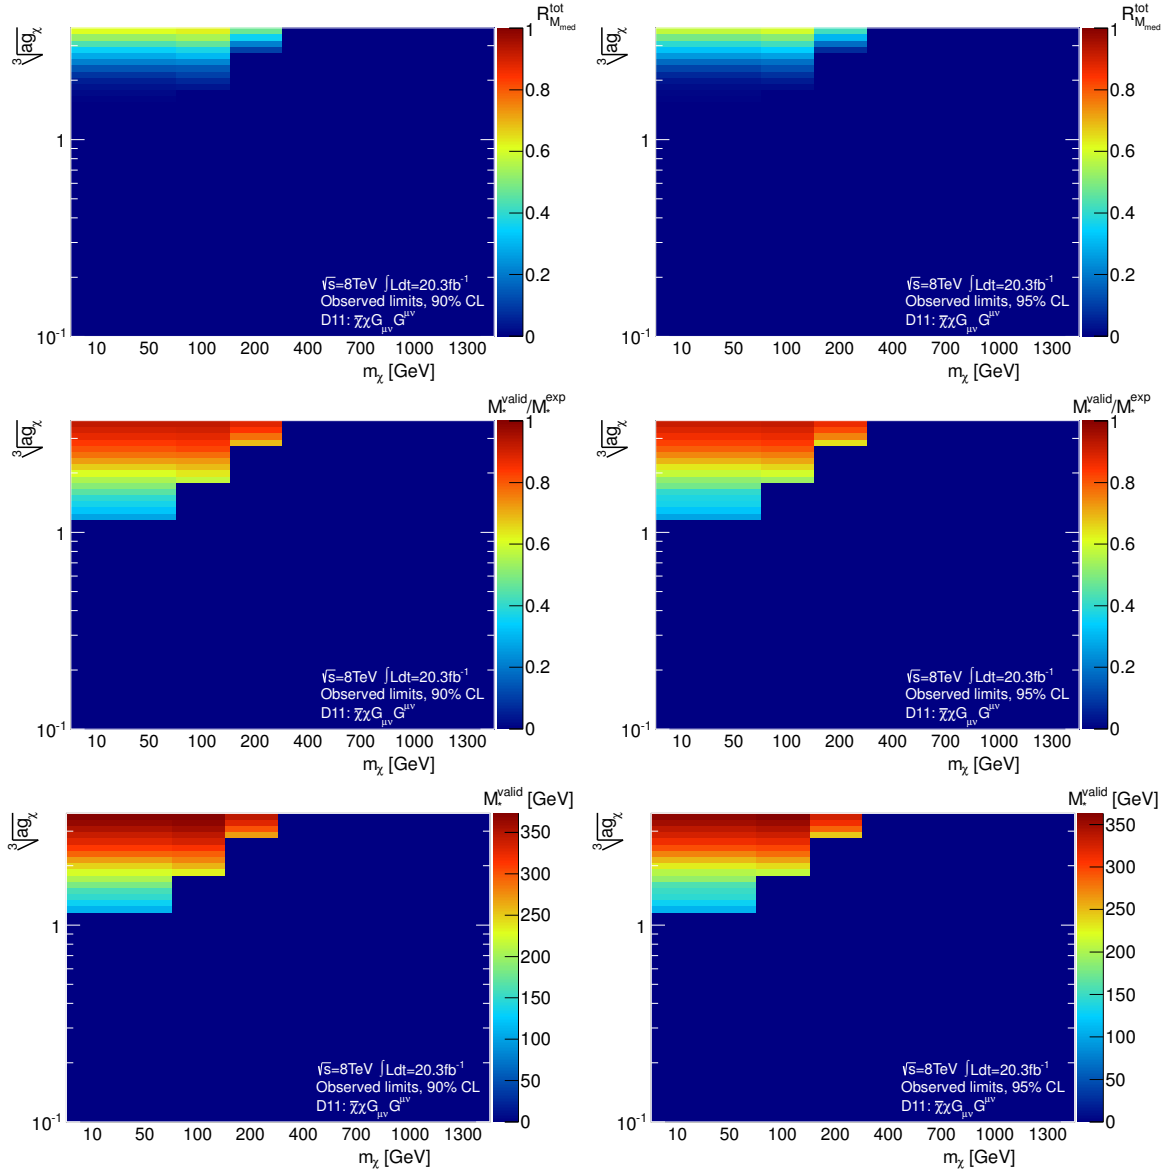 R^tot_M_med
∛ag_χ
1
0.8
0.6
0.4
0.2
0
1
10⁻¹
√s=8TeV ∫Ldt=20.3fb⁻¹
Observed limits, 90% CL
D11: χ̅χG_μν G^μν
10 50 100 200 400 700 1000 1300
m_χ [GeV]
R^tot_M_med
∛ag_χ
1
0.8
0.6
0.4
0.2
0
1
10⁻¹
√s=8TeV ∫Ldt=20.3fb⁻¹
Observed limits, 95% CL
D11: χ̅χG_μν G^μν
10 50 100 200 400 700 1000 1300
m_χ [GeV]
M_*^valid/M_*^exp
∛ag_χ
1
0.8
0.6
0.4
0.2
0
1
10⁻¹
√s=8TeV ∫Ldt=20.3fb⁻¹
Observed limits, 90% CL
D11: χ̅χG_μν G^μν
10 50 100 200 400 700 1000 1300
m_χ [GeV]
M_*^valid/M_*^exp
∛ag_χ
1
0.8
0.6
0.4
0.2
0
1
10⁻¹
√s=8TeV ∫Ldt=20.3fb⁻¹
Observed limits, 95% CL
D11: χ̅χG_μν G^μν
10 50 100 200 400 700 1000 1300
m_χ [GeV]
M_*^valid [GeV]
∛ag_χ
350
300
250
200
150
100
50
0
1
10⁻¹
√s=8TeV ∫Ldt=20.3fb⁻¹
Observed limits, 90% CL
D11: χ̅χG_μν G^μν
10 50 100 200 400 700 1000 1300
m_χ [GeV]
M_*^valid [GeV]
∛ag_χ
350
300
250
200
150
100
50
0
1
10⁻¹
√s=8TeV ∫Ldt=20.3fb⁻¹
Observed limits, 95% CL
D11: χ̅χG_μν G^μν
10 50 100 200 400 700 1000 1300
m_χ [GeV]